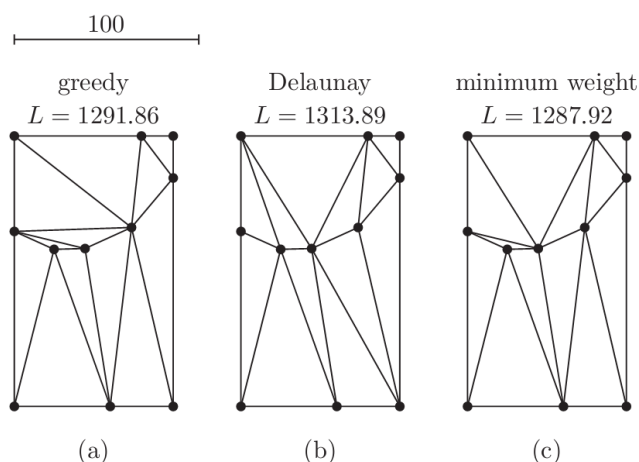 100
greedy Delaunay minimum weight
L = 1291.86 L = 1313.89 L = 1287.92
(a) (b) (c)